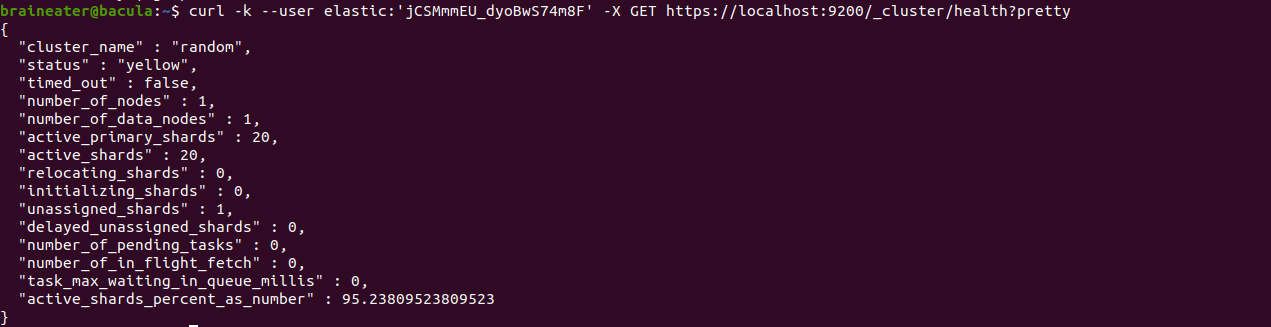 braineater@bacula:~$ curl -k --user elastic:'jCSMmmEU_dyoBwS74m8F' -X GET https://localhost:9200/_cluster/health?pretty
{
  "cluster_name" : "random",
  "status" : "yellow",
  "timed_out" : false,
  "number_of_nodes" : 1,
  "number_of_data_nodes" : 1,
  "active_primary_shards" : 20,
  "active_shards" : 20,
  "relocating_shards" : 0,
  "initializing_shards" : 0,
  "unassigned_shards" : 1,
  "delayed_unassigned_shards" : 0,
  "number_of_pending_tasks" : 0,
  "number_of_in_flight_fetch" : 0,
  "task_max_waiting_in_queue_millis" : 0,
  "active_shards_percent_as_number" : 95.23809523809523
}